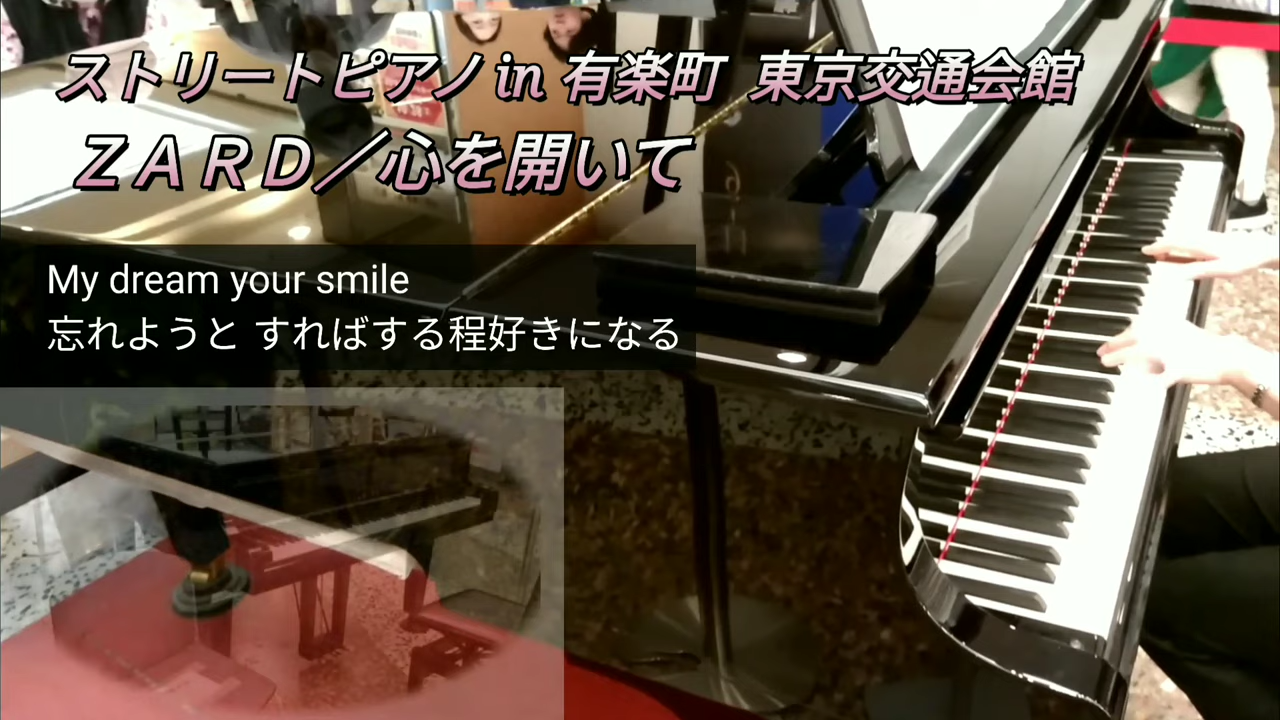 ストリートピアノ in 有楽町 東京交通会館
ＺＡＲＤ／心を開いて
My dream your smile
忘れようと すればする程好きになる